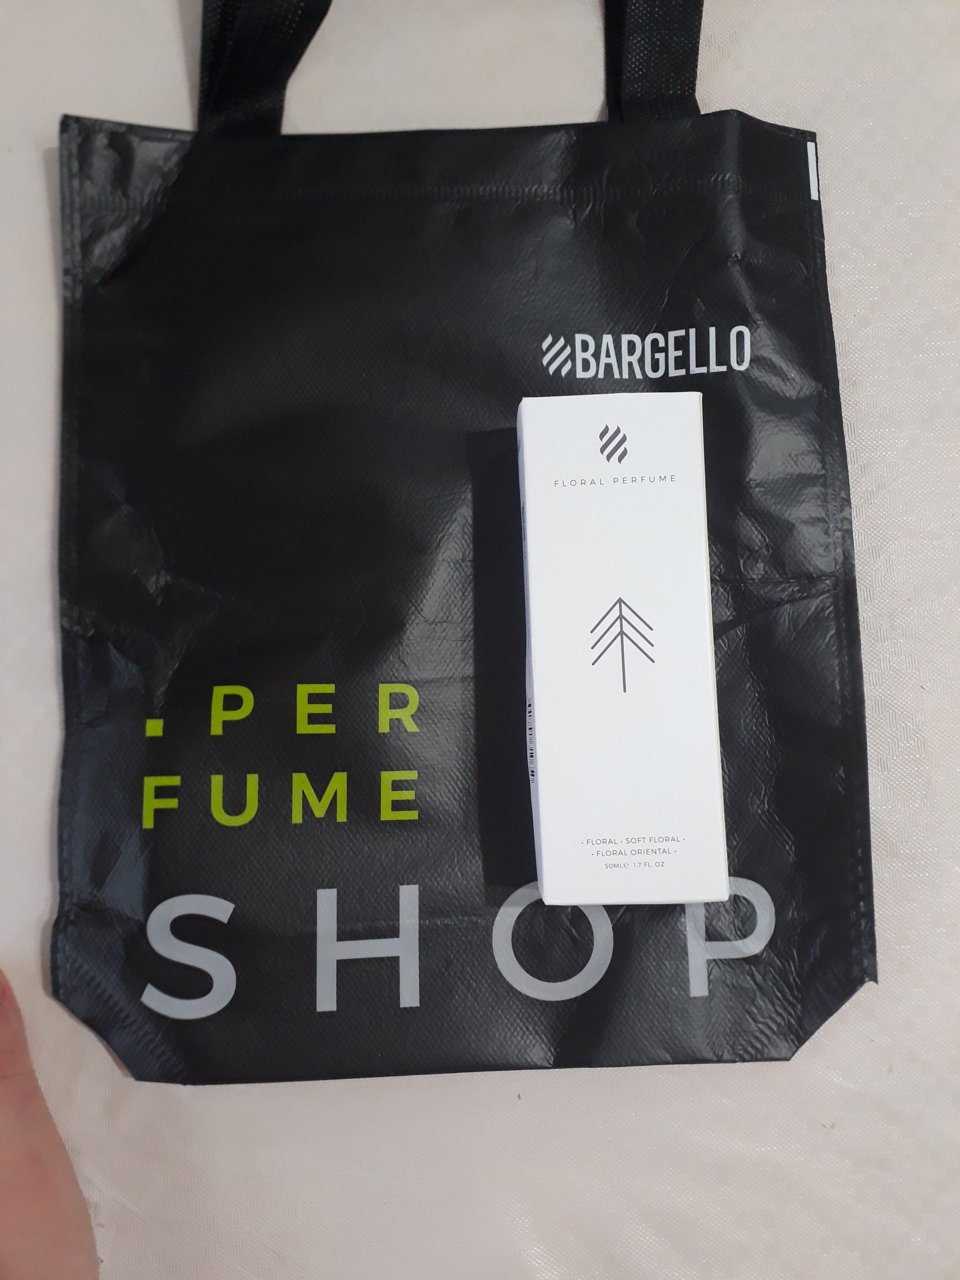 BARGELLO
FLORAL PERFUME
.PER
FUME
• FLORAL • SOFT FLORAL •
• FLORAL ORIENTAL •
50ML℮ 1.7 FL. OZ
SHOP